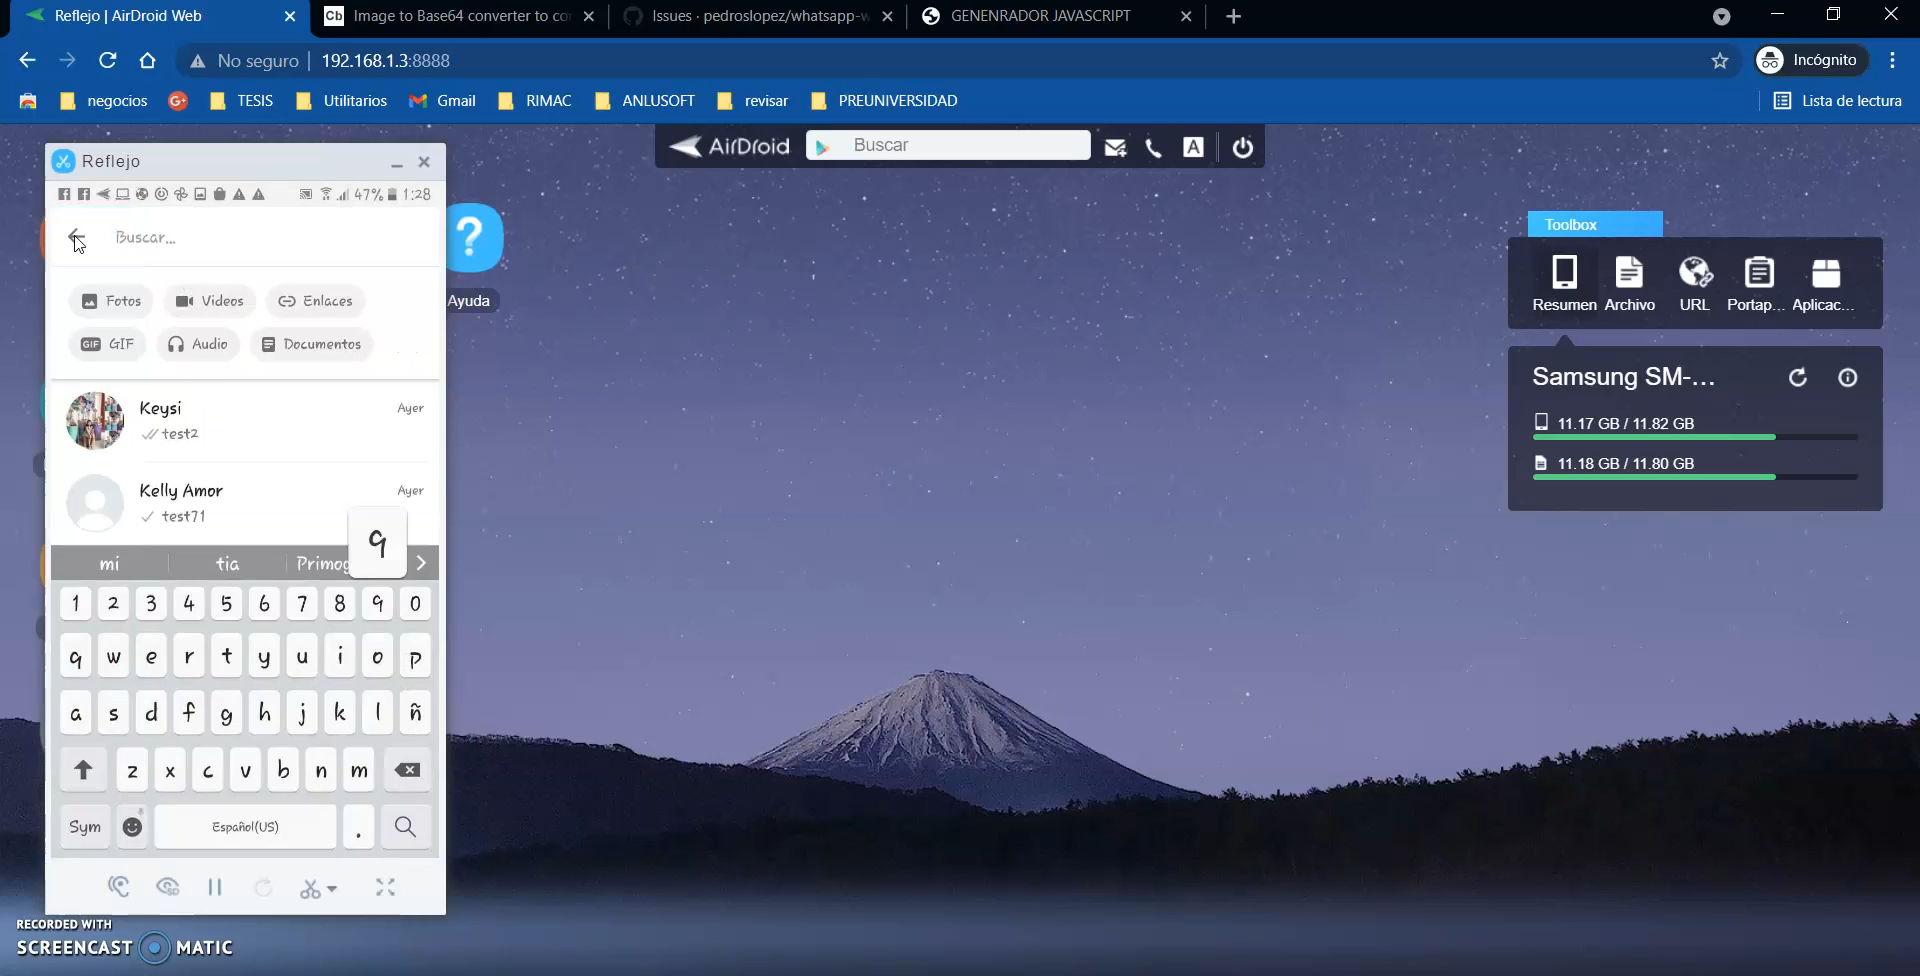 Reflejo | AirDroid Web
Cb Image to Base64 converter to co
Issues · pedroslopez/whatsapp-w
GENENRADOR JAVASCRIPT
No seguro | 192.168.1.3:8888
Incógnito
negocios
G+
TESIS
Utilitarios
Gmail
RIMAC
ANLUSOFT
revisar
PREUNIVERSIDAD
Lista de lectura
AirDroid
Buscar
A
Reflejo
47% 1:28
Buscar...
Fotos
Videos
Enlaces
GIF GIF
Audio
Documentos
Keysi
Ayer
test2
Kelly Amor
Ayer
test71
9
mi
tia
Primog
1 2 3 4 5 6 7 8 9 0
q w e r t y u i o p
a s d f g h j k l ñ
z x c v b n m
Sym
Español(US)
.
SD
?
Ayuda
Toolbox
Resumen
Archivo
URL
Portap...
Aplicac...
Samsung SM-...
11.17 GB / 11.82 GB
11.18 GB / 11.80 GB
RECORDED WITH
SCREENCAST MATIC